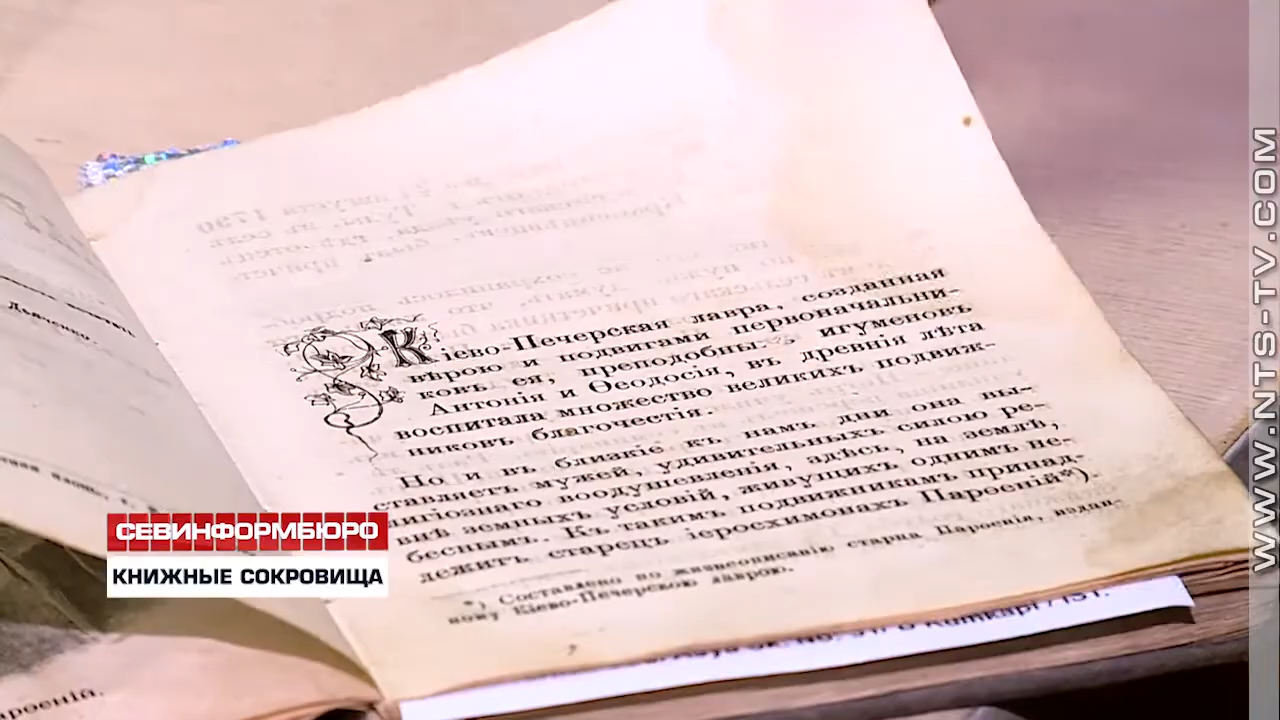 Кіево-Печерская лавра, созданная
вѣрою и подвигами первоначальни-
ковъ ея, преподобны игуменовъ
Антонія и Ѳеодосія, въ древнія лѣта
воспитала множество великихъ подвиж-
никовъ благочестія.
Но и въ близкіе къ намъ дни она вы-
ставляетъ мужей, удивительныхъ силою ре-
лигіознаго воодушевленія, здѣсь, на землѣ,
внѣ земныхъ условій, живущихъ однимъ не-
беснымъ. Къ такимъ подвижникамъ принад-
лежитъ старецъ іеросхимонахъ Парѳеній*).
*) Составлено по жизнеописанію старца Парѳенія, издан-
ному Кіево-Печерскою лаврою.
Дьяченко.
СЕВИНФОРМБЮРО
КНИЖНЫЕ СОКРОВИЩА
WWW.NTS-TV.COM